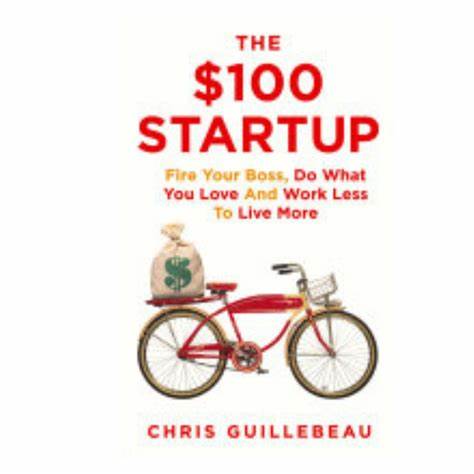 THE
$100
STARTUP
Fire Your Boss, Do What
You Love And Work Less
To Live More
$
CHRIS GUILLEBEAU